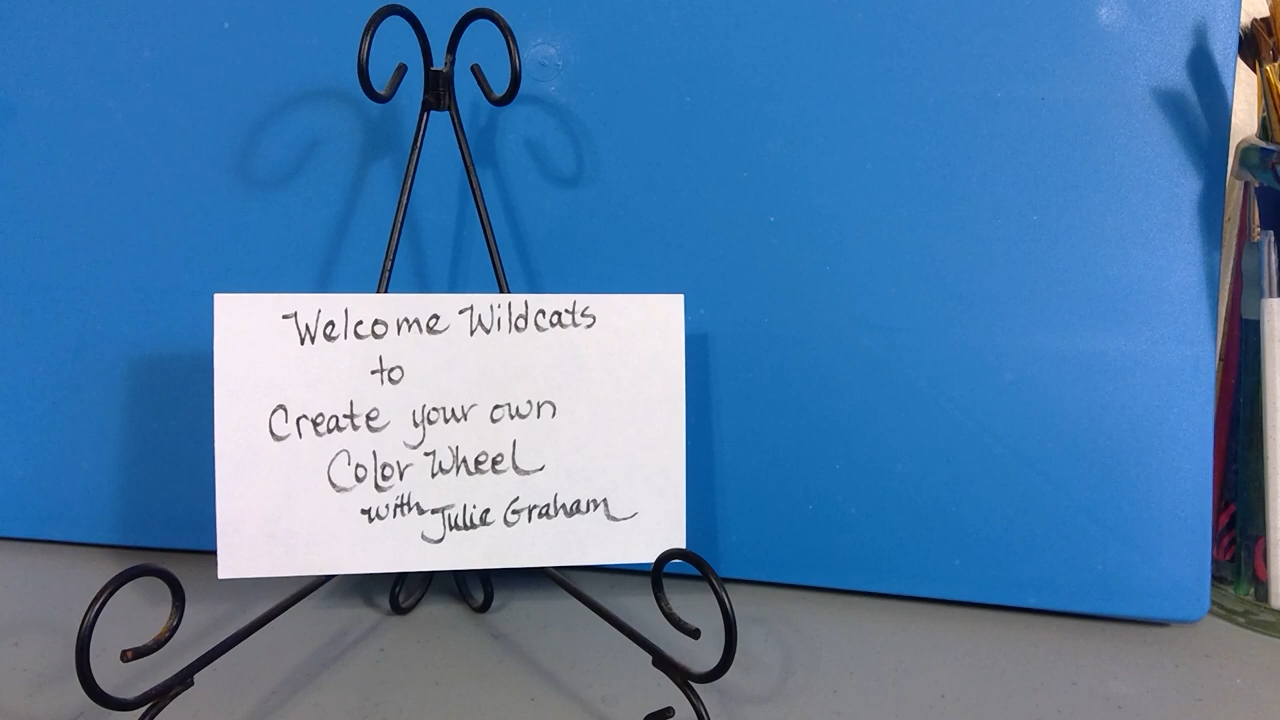 Welcome Wildcats
to
Create your own
Color Wheel
with Julie Graham